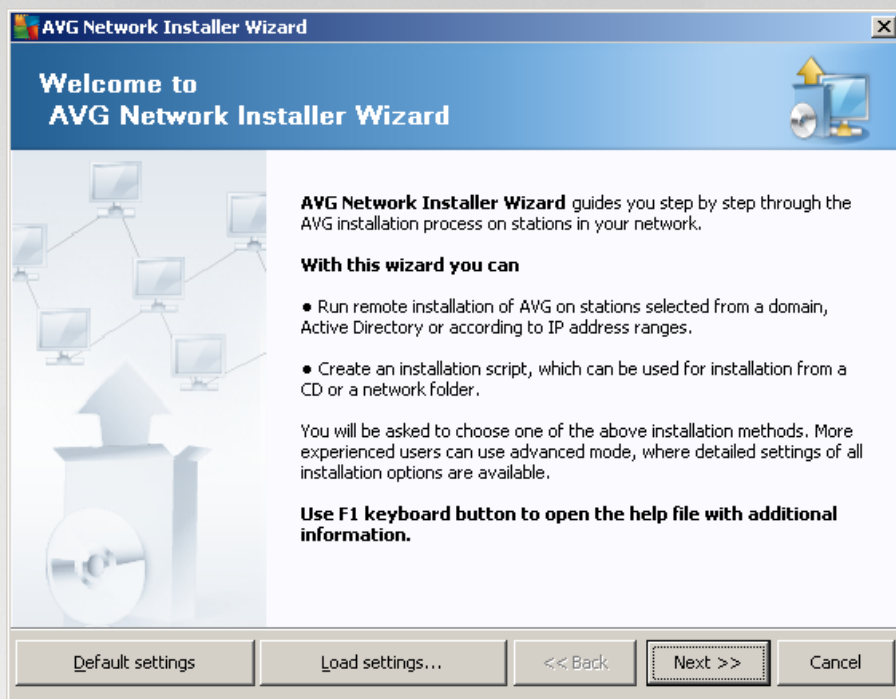 AVG Network Installer Wizard
Welcome to
AVG Network Installer Wizard
AVG Network Installer Wizard guides you step by step through the
AVG installation process on stations in your network.
With this wizard you can
● Run remote installation of AVG on stations selected from a domain,
Active Directory or according to IP address ranges.
● Create an installation script, which can be used for installation from a
CD or a network folder.
You will be asked to choose one of the above installation methods. More
experienced users can use advanced mode, where detailed settings of all
installation options are available.
Use F1 keyboard button to open the help file with additional
information.
Default settings
Load settings...
<< Back
Next >>
Cancel